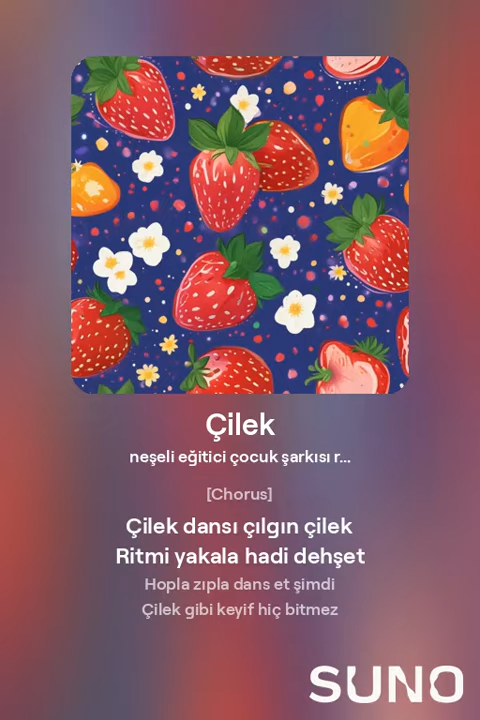 Çilek
neşeli eğitici çocuk şarkısı r...
[Chorus]
Çilek dansı çılgın çilek
Ritmi yakala hadi dehşet
Hopla zıpla dans et şimdi
Çilek gibi keyif hiç bitmez
SUNO